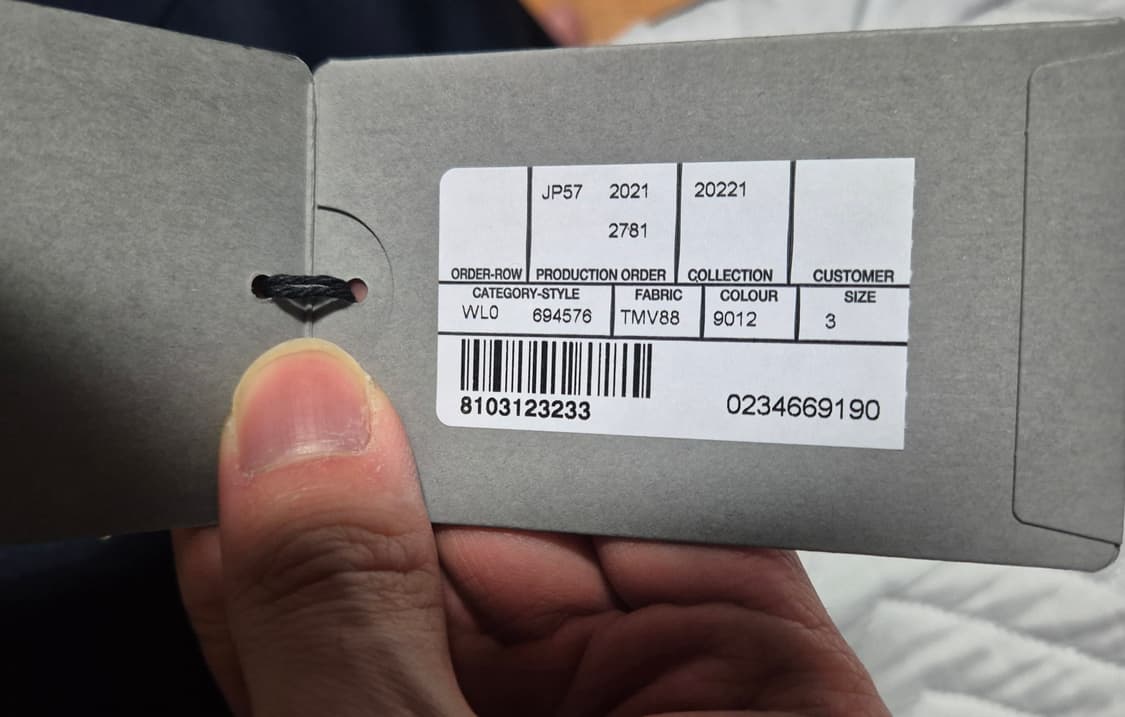 JP57 2021 20221
2781
ORDER-ROW PRODUCTION ORDER COLLECTION CUSTOMER
CATEGORY-STYLE FABRIC COLOUR SIZE
WL0 694576 TMV88 9012 3
8103123233 0234669190